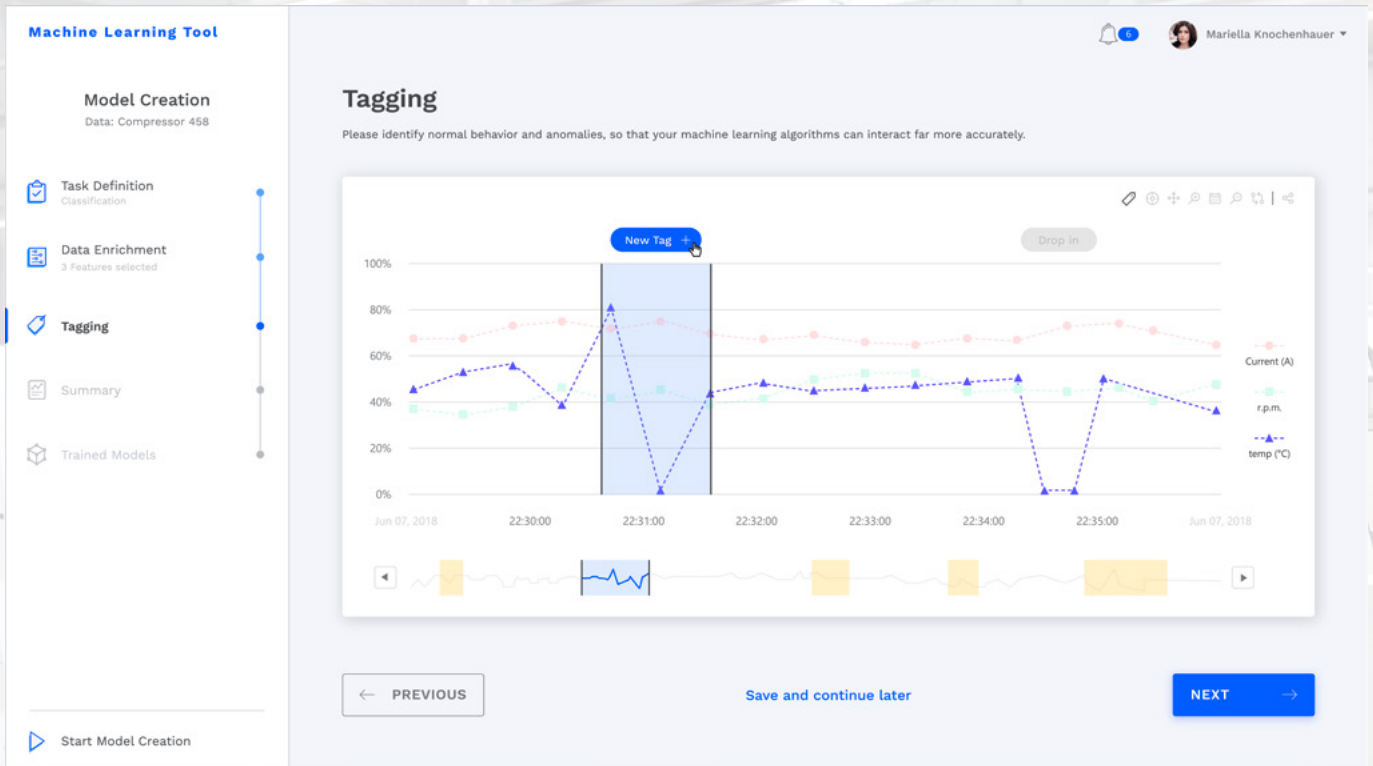 Machine Learning Tool
6
Mariella Knochenhauer
Model Creation
Data: Compressor 458
Task Definition
Classification
Data Enrichment
3 Features selected
Tagging
Summary
Trained Models
Start Model Creation
Tagging
Please identify normal behavior and anomalies, so that your machine learning algorithms can interact far more accurately.
New Tag +
Drop in
100%
80%
60%
40%
20%
0%
Jun 07, 2018 22:30:00 22:31:00 22:32:00 22:33:00 22:34:00 22:35:00 Jun 07, 2018
Current (A)
r.p.m.
temp (°C)
PREVIOUS
Save and continue later
NEXT